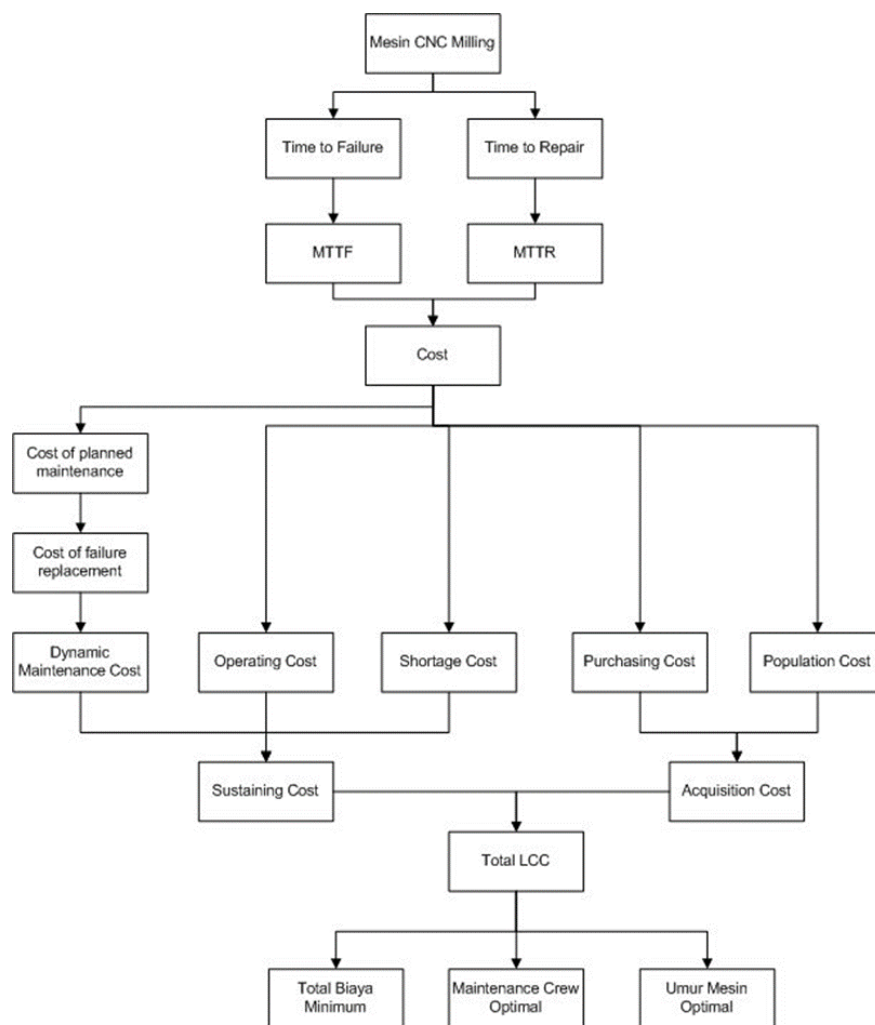 Mesin CNC Milling
Time to Failure
Time to Repair
MTTF
MTTR
Cost
Cost of planned
maintenance
Cost of failure
replacement
Dynamic
Maintenance Cost
Operating Cost
Shortage Cost
Purchasing Cost
Population Cost
Sustaining Cost
Acquisition Cost
Total LCC
Total Biaya
Minimum
Maintenance Crew
Optimal
Umur Mesin
Optimal